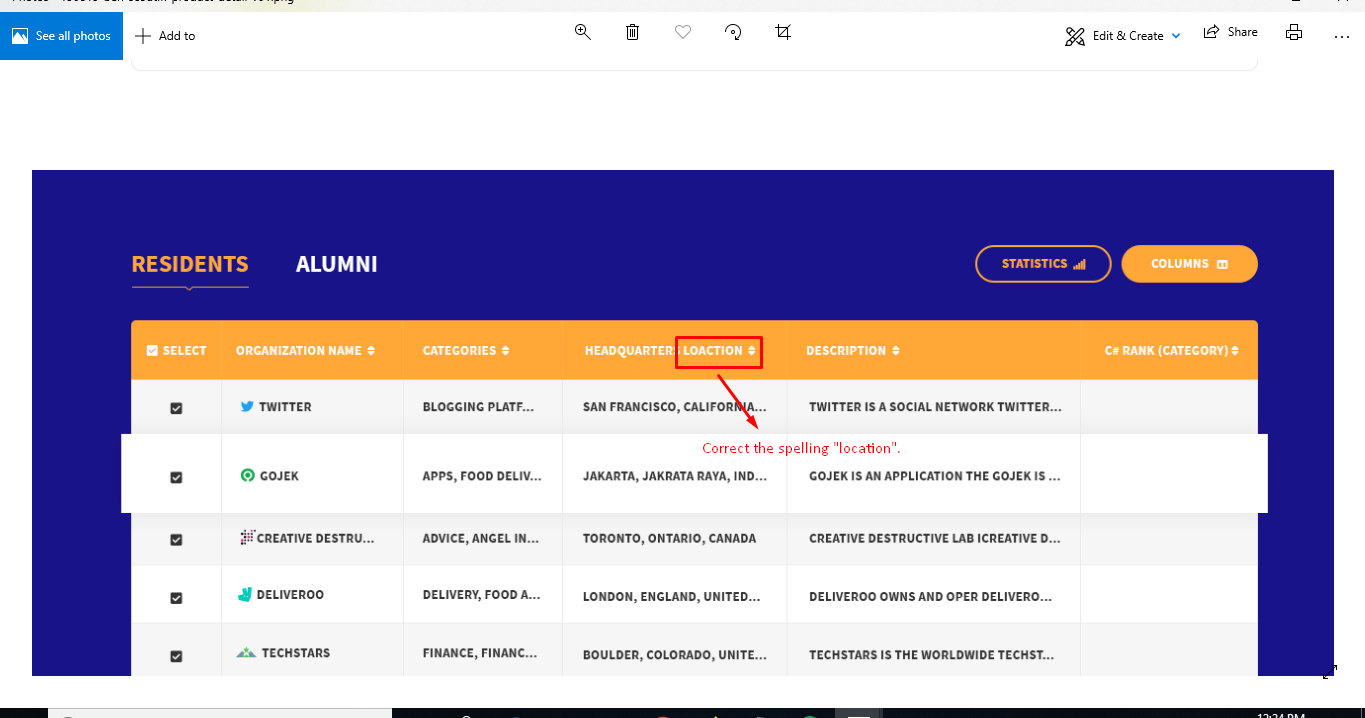 See all photos
Add to
Edit & Create
Share
RESIDENTS
ALUMNI
STATISTICS
COLUMNS
SELECT ORGANIZATION NAME CATEGORIES HEADQUARTERS LOACTION DESCRIPTION C# RANK (CATEGORY)
TWITTER BLOGGING PLATF... SAN FRANCISCO, CALIFORNIA... TWITTER IS A SOCIAL NETWORK TWITTER...
Correct the spelling "location".
GOJEK APPS, FOOD DELIV... JAKARTA, JAKRATA RAYA, IND... GOJEK IS AN APPLICATION THE GOJEK IS ...
CREATIVE DESTRU... ADVICE, ANGEL IN... TORONTO, ONTARIO, CANADA CREATIVE DESTRUCTIVE LAB ICREATIVE D...
DELIVEROO DELIVERY, FOOD A... LONDON, ENGLAND, UNITED... DELIVEROO OWNS AND OPER DELIVERO...
TECHSTARS FINANCE, FINANC... BOULDER, COLORADO, UNITE... TECHSTARS IS THE WORLDWIDE TECHST...